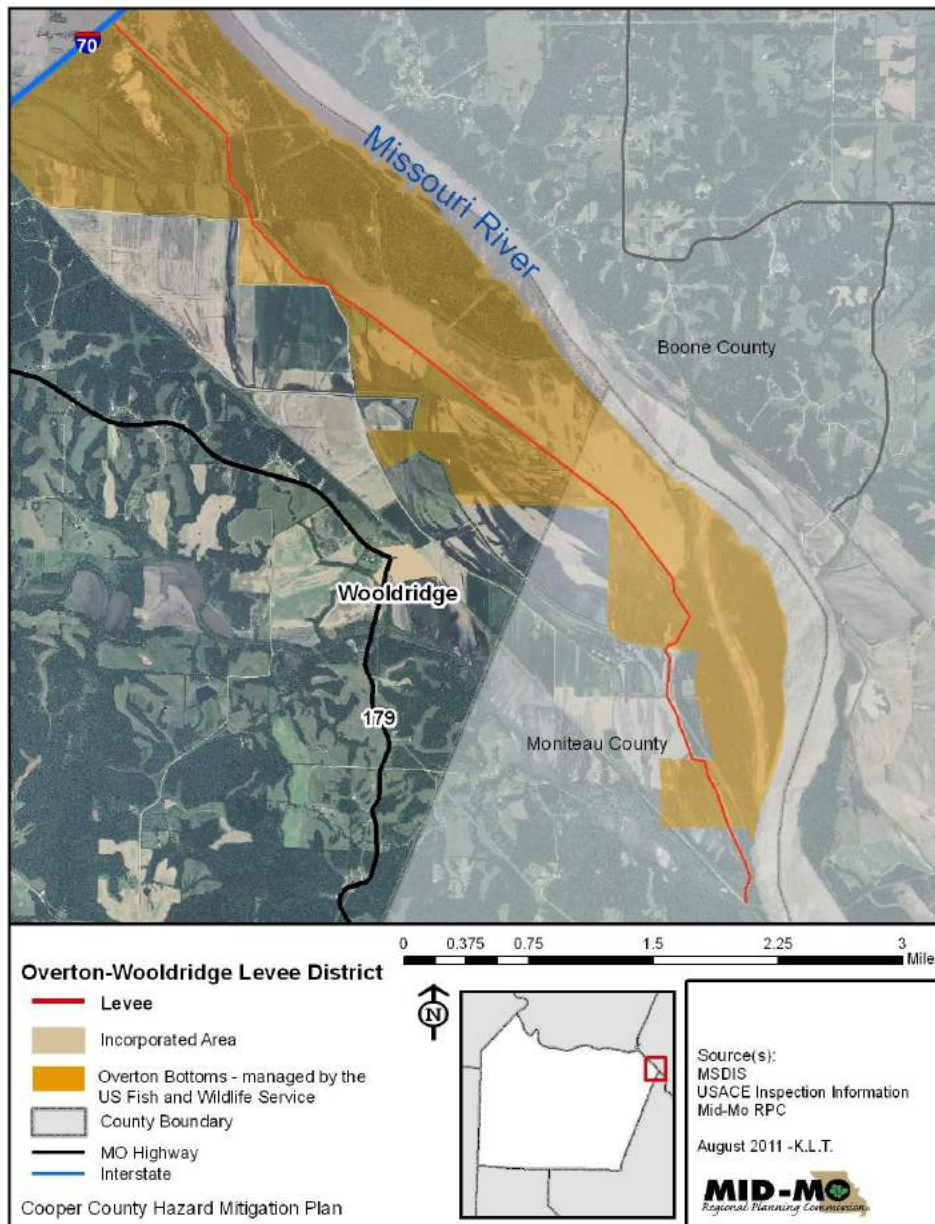 70
Missouri River
Boone County
Wooldridge
179
Moniteau County
0 0.375 0.75 1.5 2.25 3
Mile
Overton-Wooldridge Levee District
Levee
Incorporated Area
Overton Bottoms - managed by the
US Fish and Wildlife Service
County Boundary
MO Highway
Interstate
Cooper County Hazard Mitigation Plan
N
Source(s):
MSDIS
USACE Inspection Information
Mid-Mo RPC
August 2011 -K.L.T.
MID-MO
Regional Planning Commission